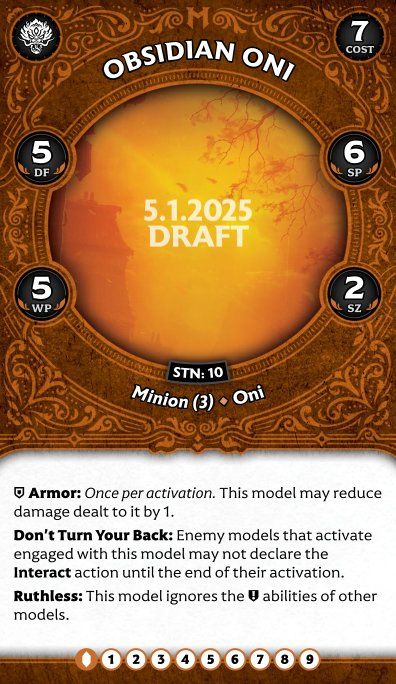 OBSIDIAN ONI
7
COST
5
DF
6
SP
5.1.2025
DRAFT
5
WP
2
SZ
STN: 10
Minion (3) ♦ Oni
Armor: Once per activation. This model may reduce
damage dealt to it by 1.
Don't Turn Your Back: Enemy models that activate
engaged with this model may not declare the
Interact action until the end of their activation.
Ruthless: This model ignores the abilities of other
models.
1 2 3 4 5 6 7 8 9